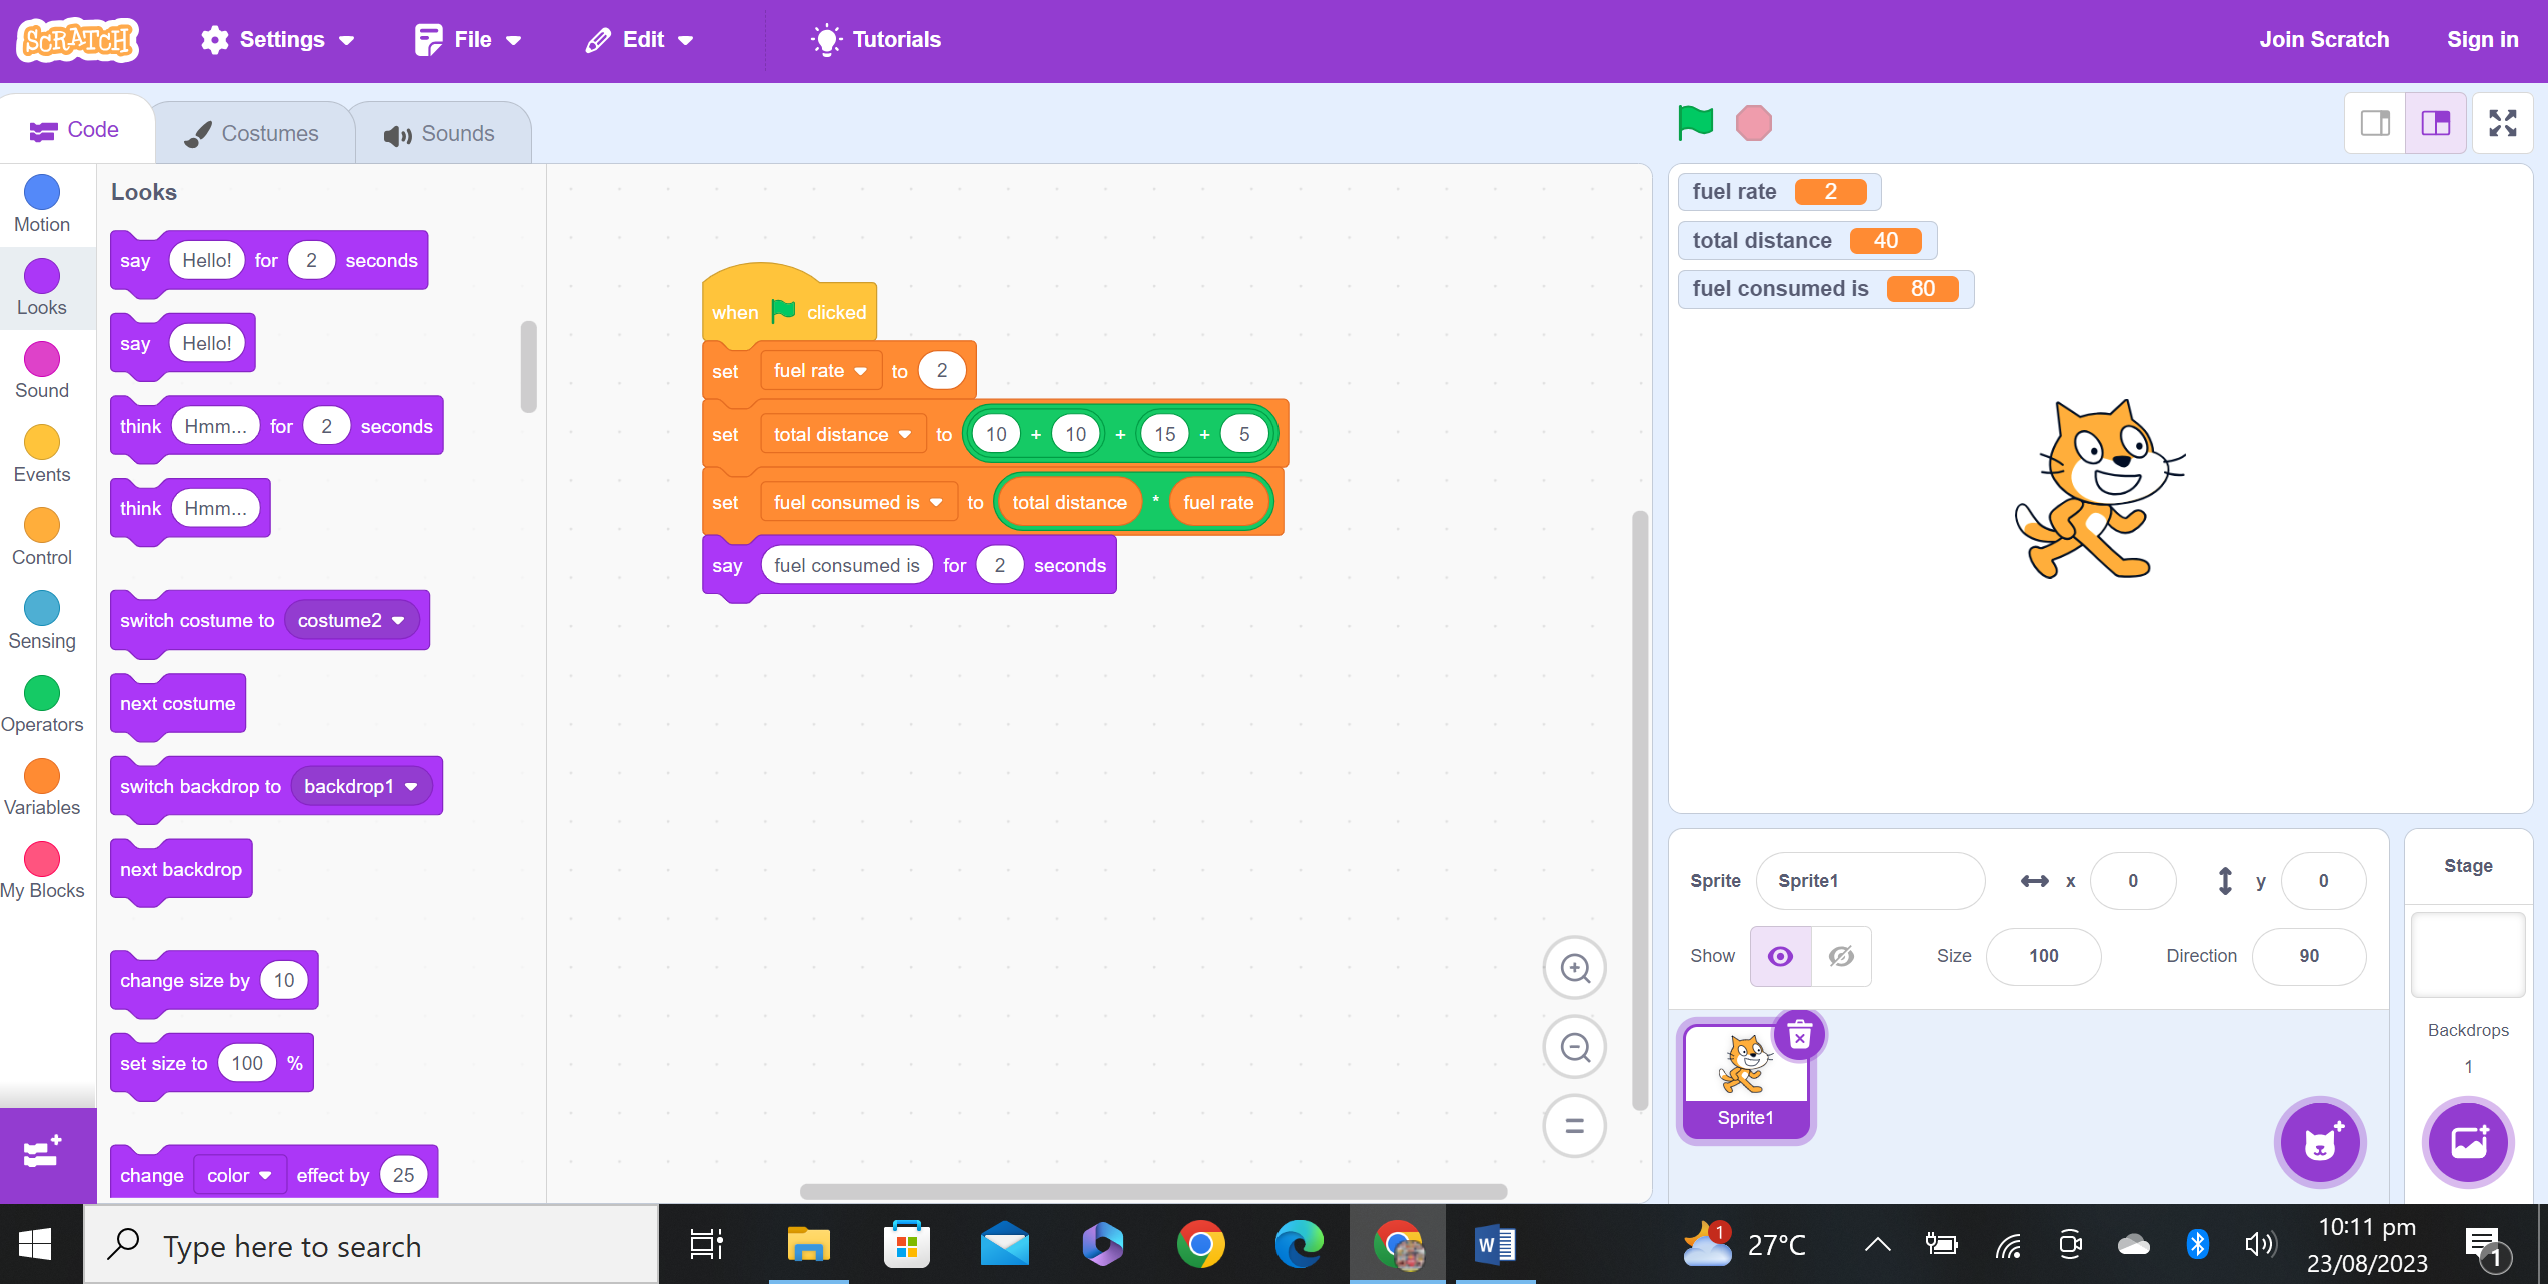 SCRATCH Settings File Edit Tutorials Join Scratch Sign in
Code Costumes Sounds
Motion
Looks
Sound
Events
Control
Sensing
Operators
Variables
My Blocks
Looks
say Hello! for 2 seconds
say Hello!
think Hmm... for 2 seconds
think Hmm...
switch costume to costume2
next costume
switch backdrop to backdrop1
next backdrop
change size by 10
set size to 100 %
change color effect by 25
when clicked
set fuel rate to 2
set total distance to 10 + 10 + 15 + 5
set fuel consumed is to total distance * fuel rate
say fuel consumed is for 2 seconds
fuel rate 2
total distance 40
fuel consumed is 80
Sprite Sprite1 x 0 y 0
Show Size 100 Direction 90
Sprite1
Stage
Backdrops
1
Type here to search
W
1 27°C
10:11 pm
23/08/2023
1